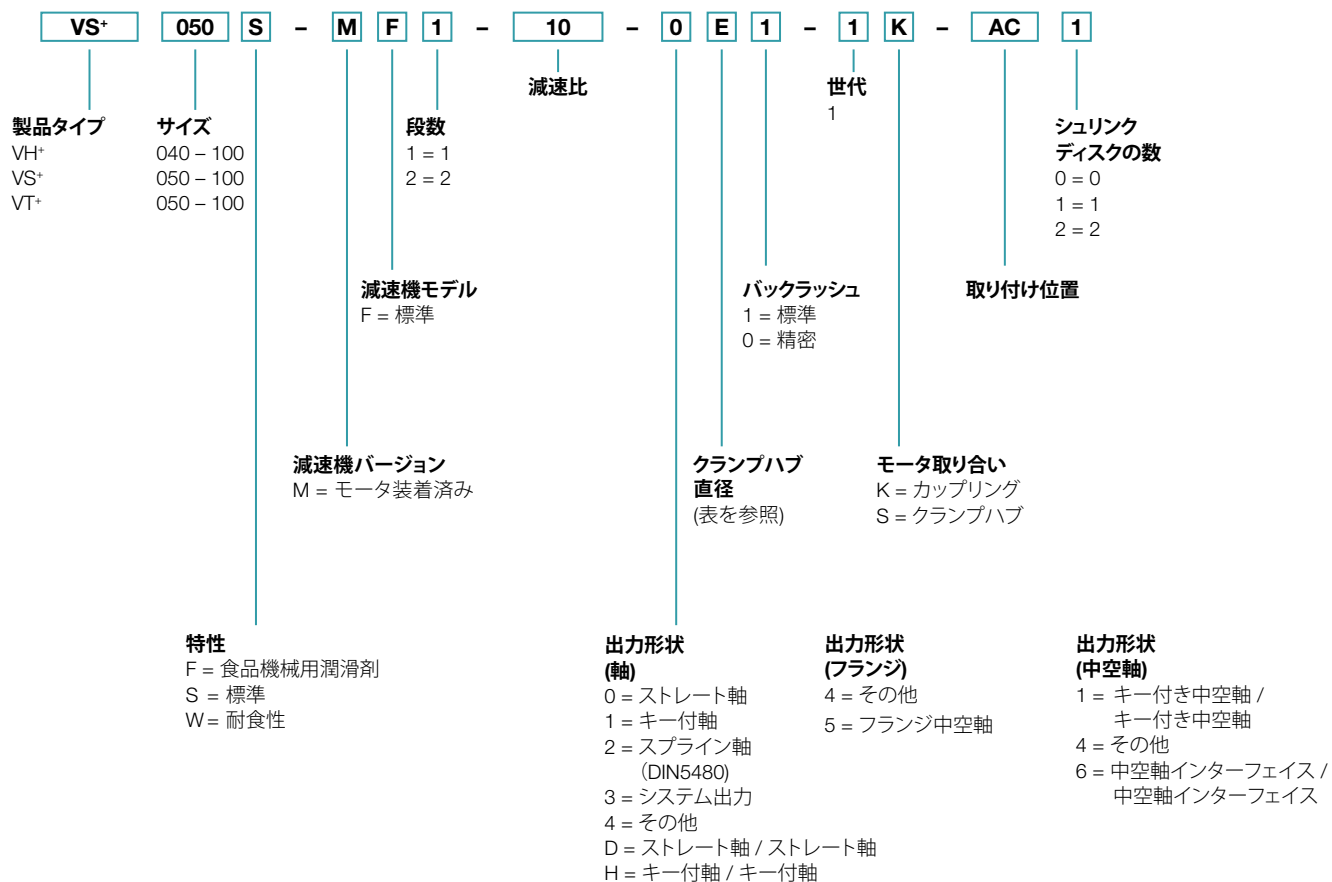 VS⁺ 050 S – M F 1 – 10 – 0 E 1 – 1 K – AC 1
減速比
世代
1
製品タイプ
VH⁺
VS⁺
VT⁺
サイズ
040 – 100
050 – 100
050 – 100
段数
1 = 1
2 = 2
シュリンク
ディスクの数
0 = 0
1 = 1
2 = 2
減速機モデル
F = 標準
バックラッシュ
1 = 標準
0 = 精密
取り付け位置
減速機バージョン
M = モータ装着済み
クランプハブ
直径
(表を参照)
モータ取り合い
K = カップリング
S = クランプハブ
特性
F = 食品機械用潤滑剤
S = 標準
W = 耐食性
出力形状
(軸)
0 = ストレート軸
1 = キー付軸
2 = スプライン軸
（DIN5480)
3 = システム出力
4 = その他
D = ストレート軸 / ストレート軸
H = キー付軸 / キー付軸
出力形状
(フランジ)
4 = その他
5 = フランジ中空軸
出力形状
(中空軸)
1 = キー付き中空軸 /
キー付き中空軸
4 = その他
6 = 中空軸インターフェイス /
中空軸インターフェイス